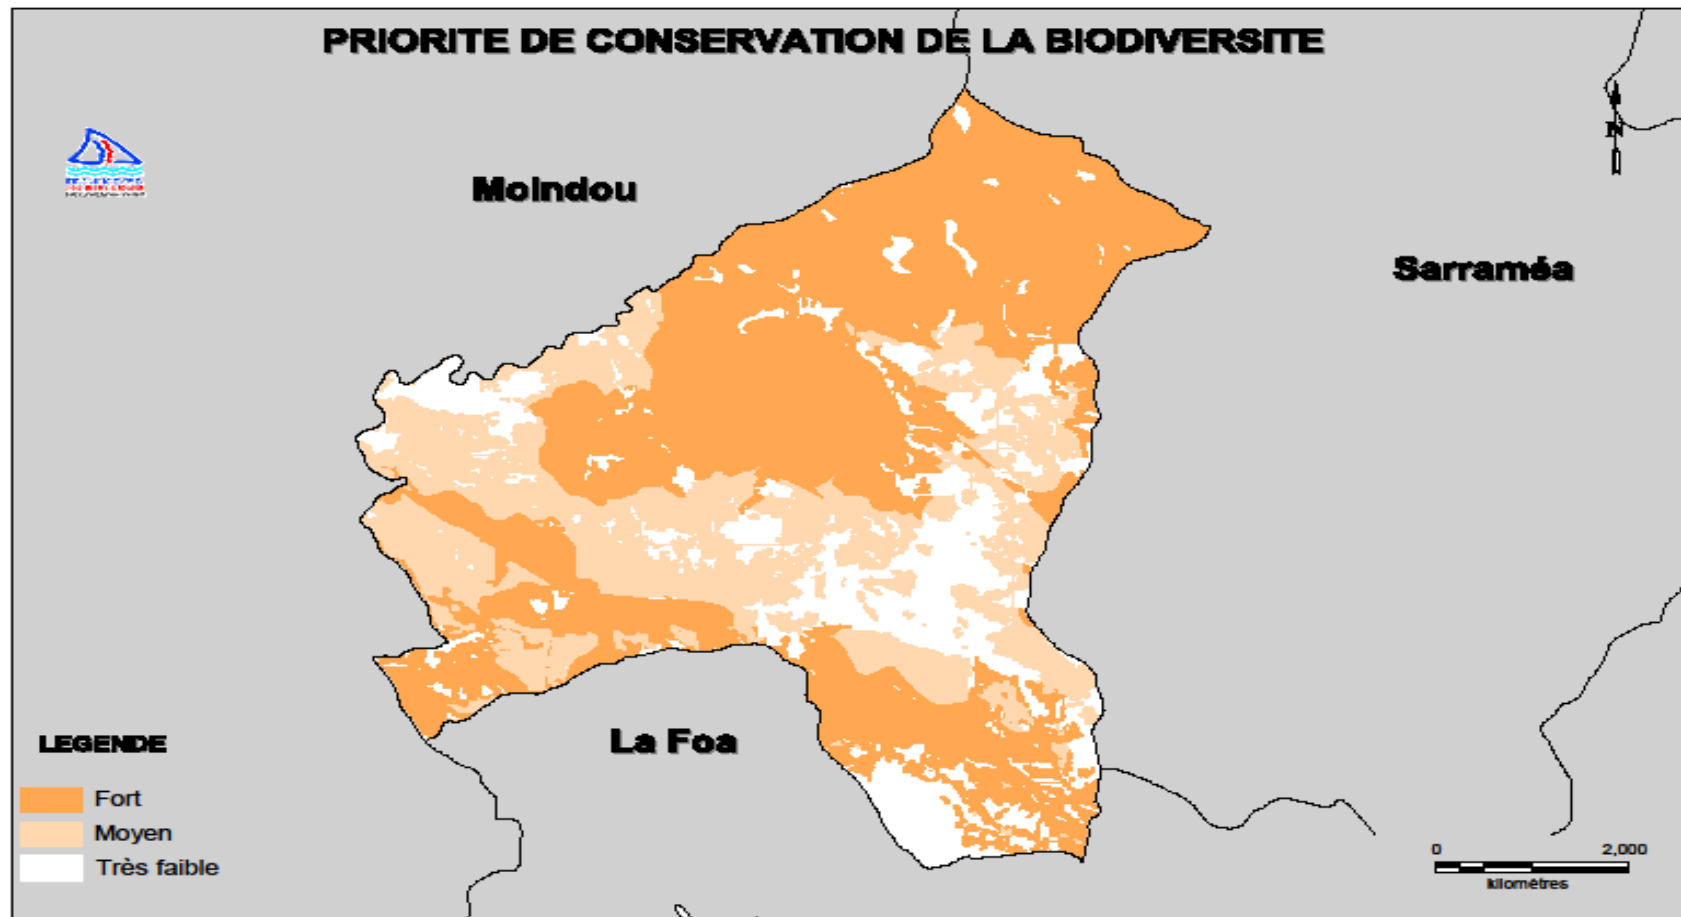 PRIORITE DE CONSERVATION DE LA BIODIVERSITE
N
Moindou
Sarraméa
La Foa
LEGENDE
Fort
Moyen
Très faible
0 2,000
kilomètres